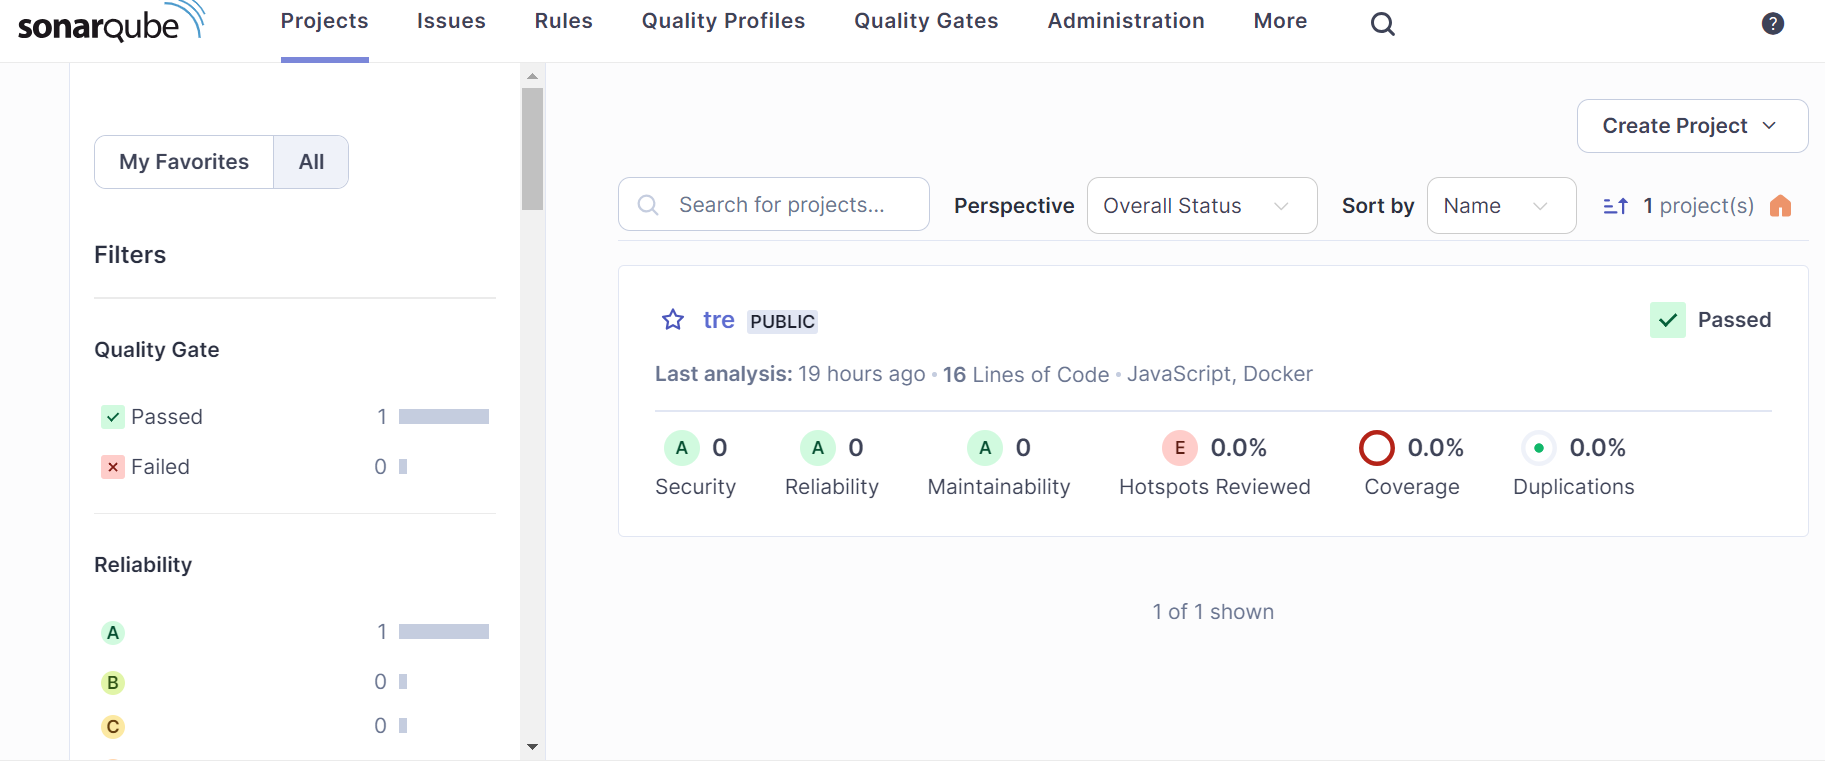 sonarqube
Projects Issues Rules Quality Profiles Quality Gates Administration More
?
My Favorites All
Filters
Quality Gate
Passed 1
Failed 0
Reliability
A 1
B 0
C 0
Create Project
Search for projects... Perspective Overall Status Sort by Name 1 project(s)
tre PUBLIC Passed
Last analysis: 19 hours ago • 16 Lines of Code • JavaScript, Docker
A 0 A 0 A 0 E 0.0% 0.0% 0.0%
Security Reliability Maintainability Hotspots Reviewed Coverage Duplications
1 of 1 shown